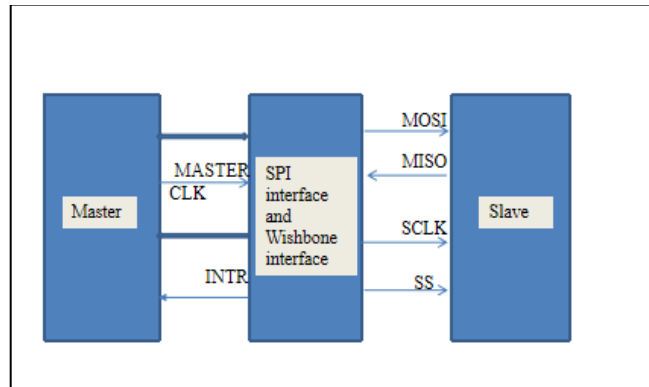 MOSI
MISO
MASTER
CLK
SPI
interface
and
Wishbone
interface
Master
Slave
SCLK
INTR
SS